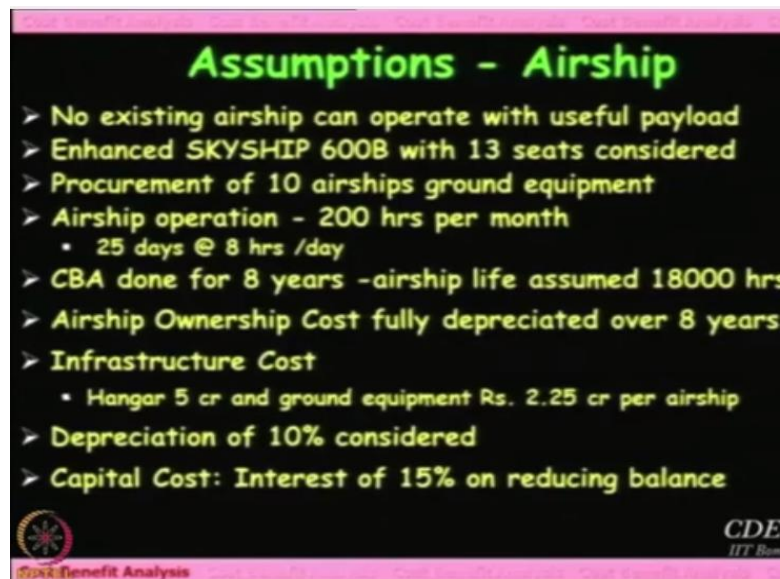 Assumptions - Airship
➤ No existing airship can operate with useful payload
➤ Enhanced SKYSHIP 600B with 13 seats considered
➤ Procurement of 10 airships ground equipment
➤ Airship operation - 200 hrs per month
▪ 25 days @ 8 hrs /day
➤ CBA done for 8 years -airship life assumed 18000 hrs
➤ Airship Ownership Cost fully depreciated over 8 years
➤ Infrastructure Cost
▪ Hangar 5 cr and ground equipment Rs. 2.25 cr per airship
➤ Depreciation of 10% considered
➤ Capital Cost: Interest of 15% on reducing balance
CDE
IIT Bom
Cost Benefit Analysis